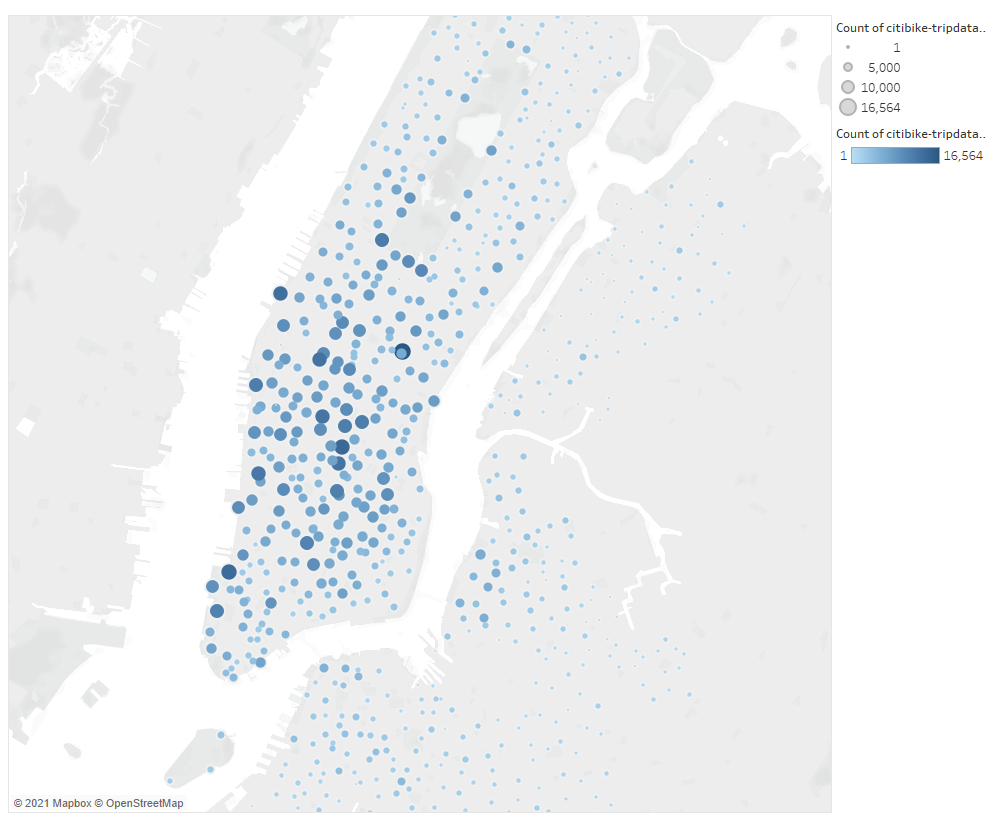 Count of citibike-tripdata..
1
5,000
10,000
16,564
Count of citibike-tripdata..
1 16,564
© 2021 Mapbox © OpenStreetMap